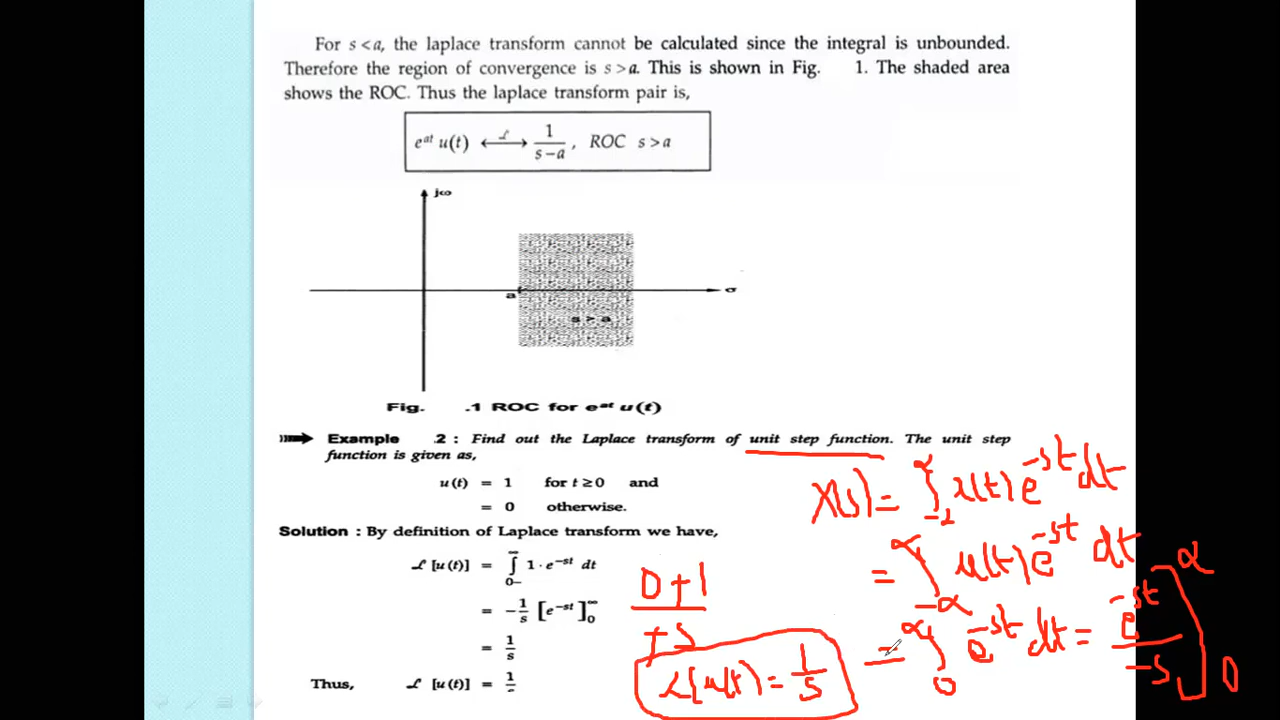 For s < a, the laplace transform cannot be calculated since the integral is unbounded.
Therefore the region of convergence is s > a. This is shown in Fig. 1. The shaded area
shows the ROC. Thus the laplace transform pair is,
e^{at} u(t) ⟷^ℒ 1/(s−a), ROC s > a
jω
a
σ
s > a
Fig. .1 ROC for e^{at} u(t)
Example .2 : Find out the Laplace transform of unit step function. The unit step
function is given as,
u(t) = 1 for t ≥ 0 and
= 0 otherwise.
Solution : By definition of Laplace transform we have,
ℒ [u(t)] = ∫_{0−}^{∞} 1 · e^{−st} dt
= −1/s [e^{−st}]_0^∞
= 1/s
Thus, ℒ [u(t)] =
X(s) = ∫ x(t) e^{-st} dt
= ∫_{-∞}^{∞} u(t) e^{-st} dt
= ∫_0^∞ e^{-st} dt = e^{-st}/-s ]_0^∞
0+1
+s
L[u(t)] = 1/s